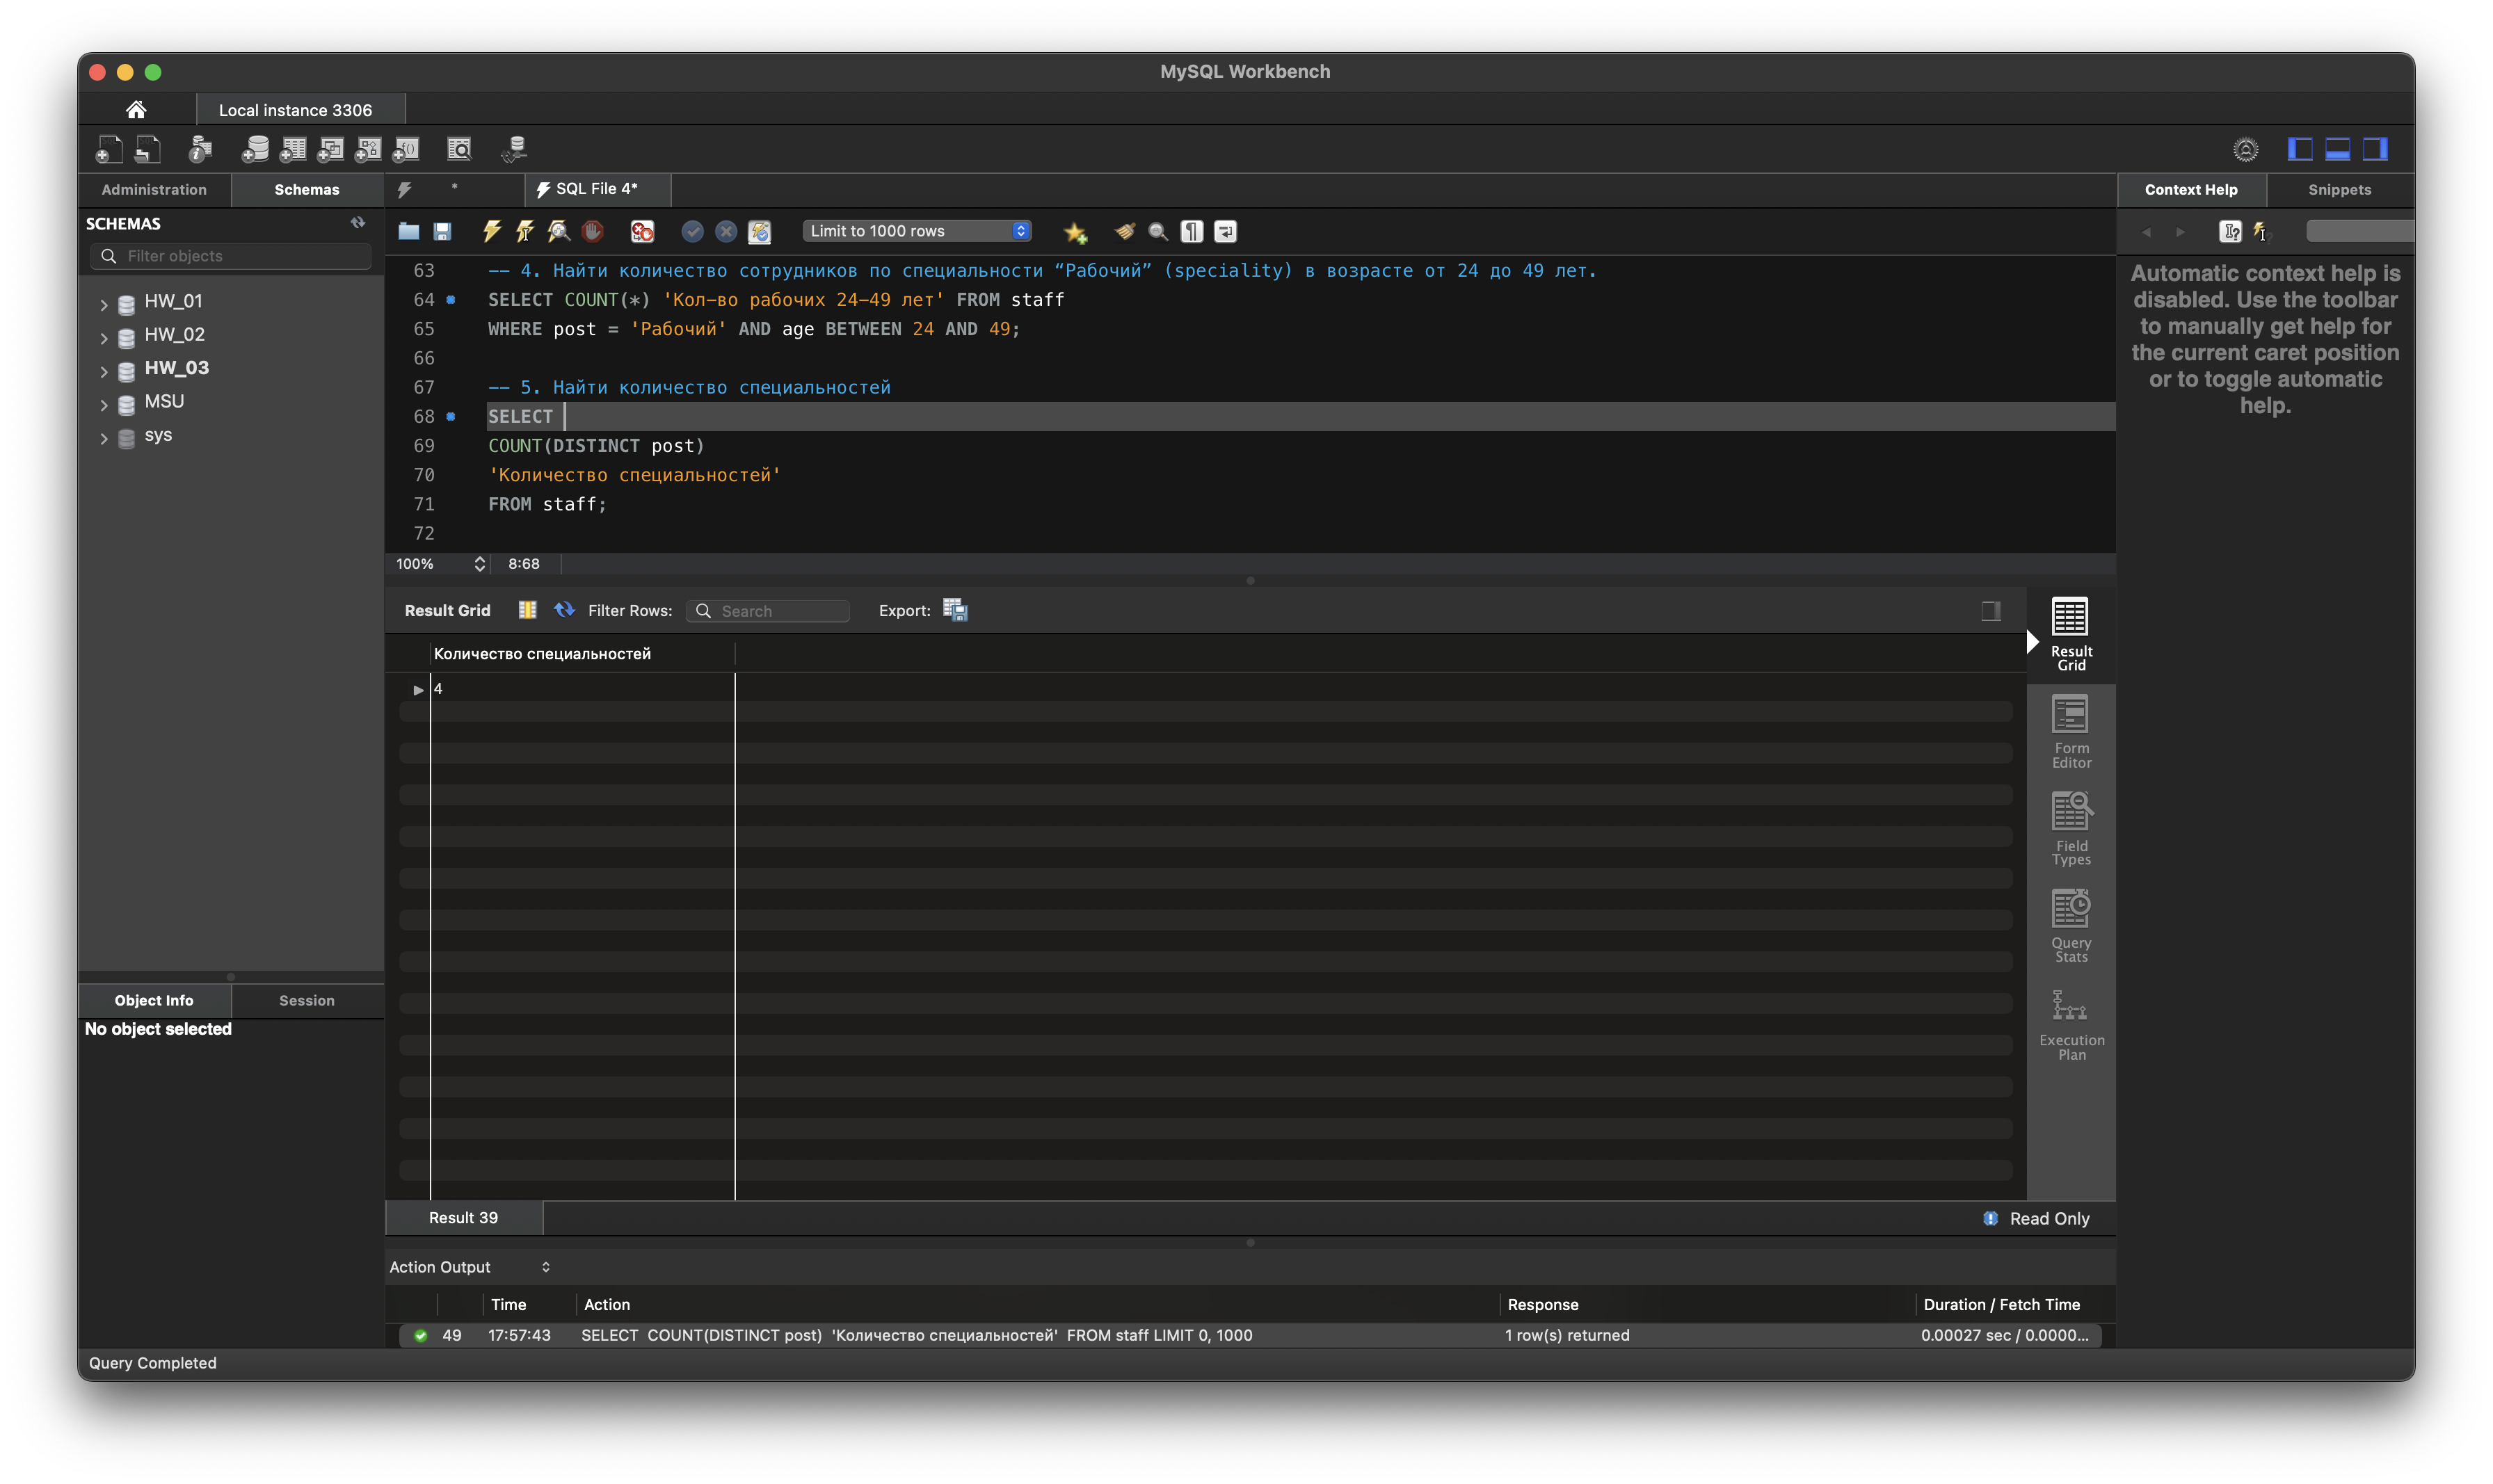 MySQL Workbench
Local instance 3306
Administration
Schemas
*
SQL File 4*
Context Help
Snippets
SCHEMAS
Filter objects
Limit to 1000 rows
HW_01
HW_02
HW_03
MSU
sys
63 -- 4. Найти количество сотрудников по специальности “Рабочий” (speciality) в возрасте от 24 до 49 лет.
64 SELECT COUNT(*) 'Кол-во рабочих 24-49 лет' FROM staff
65 WHERE post = 'Рабочий' AND age BETWEEN 24 AND 49;
66
67 -- 5. Найти количество специальностей
68 SELECT
69 COUNT(DISTINCT post)
70 'Количество специальностей'
71 FROM staff;
72
Automatic context help is
disabled. Use the toolbar
to manually get help for
the current caret position
or to toggle automatic
help.
100%
8:68
Result Grid
Filter Rows:
Search
Export:
Количество специальностей
4
Result
Grid
Form
Editor
Field
Types
Query
Stats
Execution
Plan
Object Info
Session
No object selected
Result 39
Read Only
Action Output
Time
Action
Response
Duration / Fetch Time
49
17:57:43
SELECT COUNT(DISTINCT post) 'Количество специальностей' FROM staff LIMIT 0, 1000
1 row(s) returned
0.00027 sec / 0.0000...
Query Completed